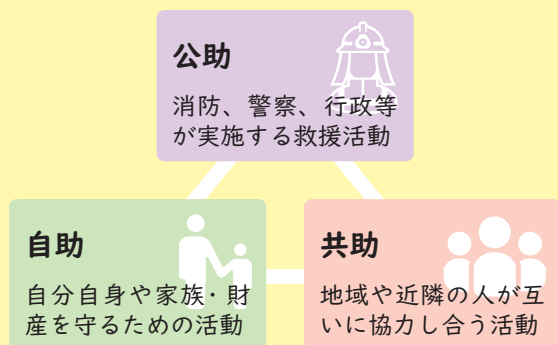 公助
消防、警察、行政等
が実施する救援活動
自助
自分自身や家族・財
産を守るための活動
共助
地域や近隣の人が互
いに協力し合う活動